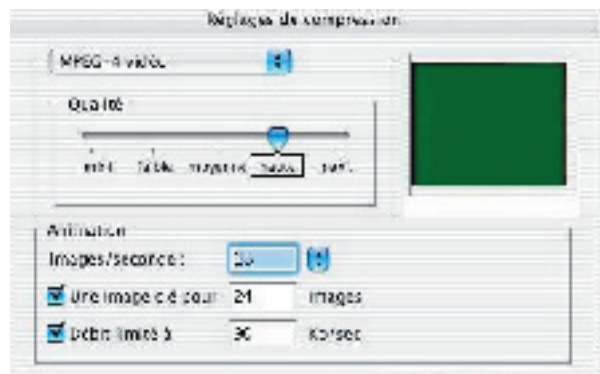 Réglages de compression
MPEG-4 vidéo
Qualité
faible moyenne haute
Animation
Images/seconde :
Une image clé pour 24 images
Débit limité à Ko/sec